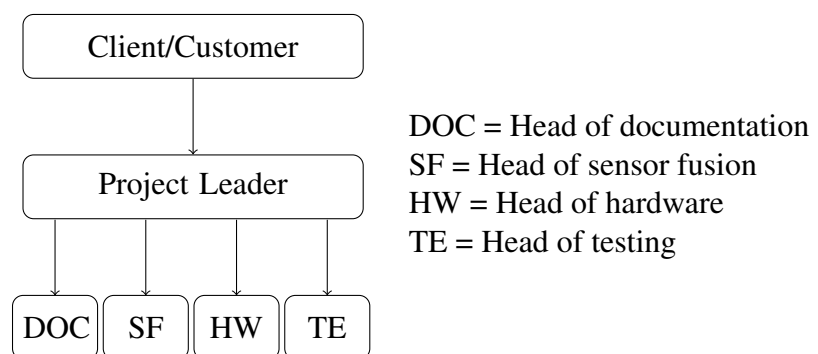 Client/Customer
Project Leader
DOC SF HW TE
DOC = Head of documentation
SF = Head of sensor fusion
HW = Head of hardware
TE = Head of testing